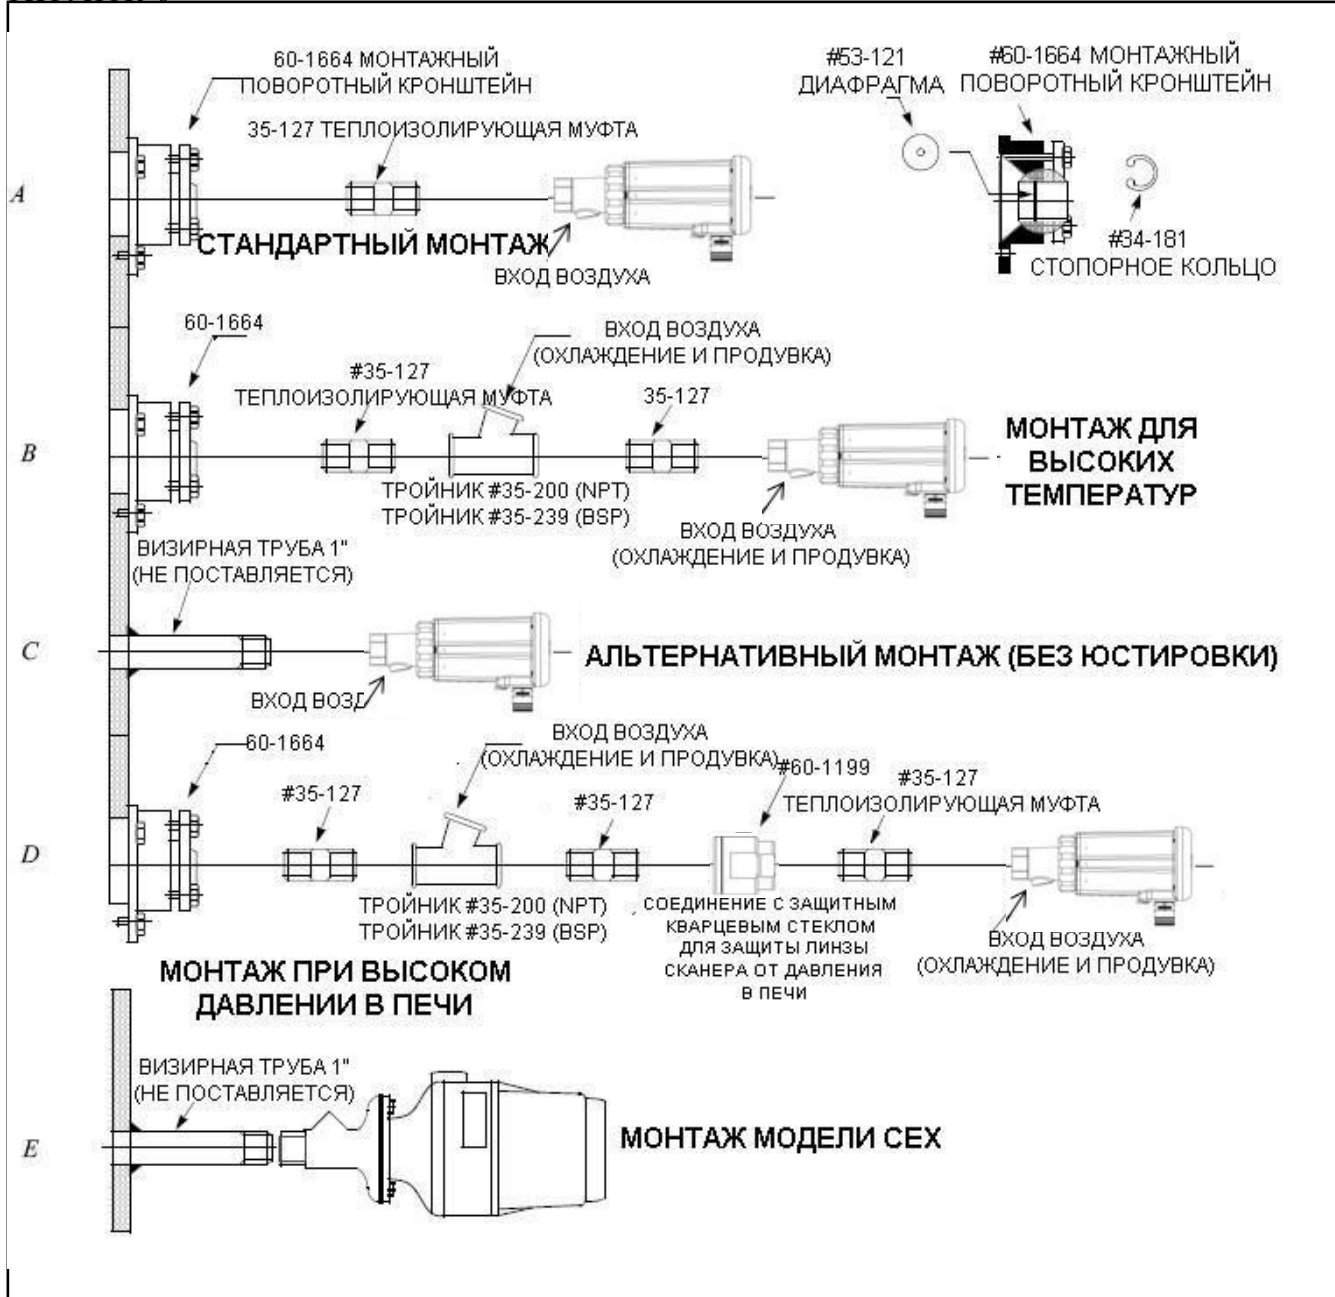 60-1664 МОНТАЖНЫЙ
ПОВОРОТНЫЙ КРОНШТЕЙН
35-127 ТЕПЛОИЗОЛИРУЮЩАЯ МУФТА
#53-121
ДИАФРАГМА
#60-1664 МОНТАЖНЫЙ
ПОВОРОТНЫЙ КРОНШТЕЙН
A
СТАНДАРТНЫЙ МОНТАЖ
ВХОД ВОЗДУХА
#34-181
СТОПОРНОЕ КОЛЬЦО
60-1664
ВХОД ВОЗДУХА
(ОХЛАЖДЕНИЕ И ПРОДУВКА)
#35-127
ТЕПЛОИЗОЛИРУЮЩАЯ МУФТА
35-127
B
МОНТАЖ ДЛЯ
ВЫСОКИХ
ТЕМПЕРАТУР
ТРОЙНИК #35-200 (NPT)
ТРОЙНИК #35-239 (BSP)
ВХОД ВОЗДУХА
(ОХЛАЖДЕНИЕ И ПРОДУВКА)
ВИЗИРНАЯ ТРУБА 1"
(НЕ ПОСТАВЛЯЕТСЯ)
C
АЛЬТЕРНАТИВНЫЙ МОНТАЖ (БЕЗ ЮСТИРОВКИ)
ВХОД ВОЗД
60-1664
ВХОД ВОЗДУХА
(ОХЛАЖДЕНИЕ И ПРОДУВКА)
#60-1199
#35-127
#35-127
#35-127
ТЕПЛОИЗОЛИРУЮЩАЯ МУФТА
D
ТРОЙНИК #35-200 (NPT)
ТРОЙНИК #35-239 (BSP)
СОЕДИНЕНИЕ С ЗАЩИТНЫМ
КВАРЦЕВЫМ СТЕКЛОМ
ДЛЯ ЗАЩИТЫ ЛИНЗЫ
СКАНЕРА ОТ ДАВЛЕНИЯ
В ПЕЧИ
ВХОД ВОЗДУХА
(ОХЛАЖДЕНИЕ И ПРОДУВКА)
МОНТАЖ ПРИ ВЫСОКОМ
ДАВЛЕНИИ В ПЕЧИ
ВИЗИРНАЯ ТРУБА 1"
(НЕ ПОСТАВЛЯЕТСЯ)
E
МОНТАЖ МОДЕЛИ CEX